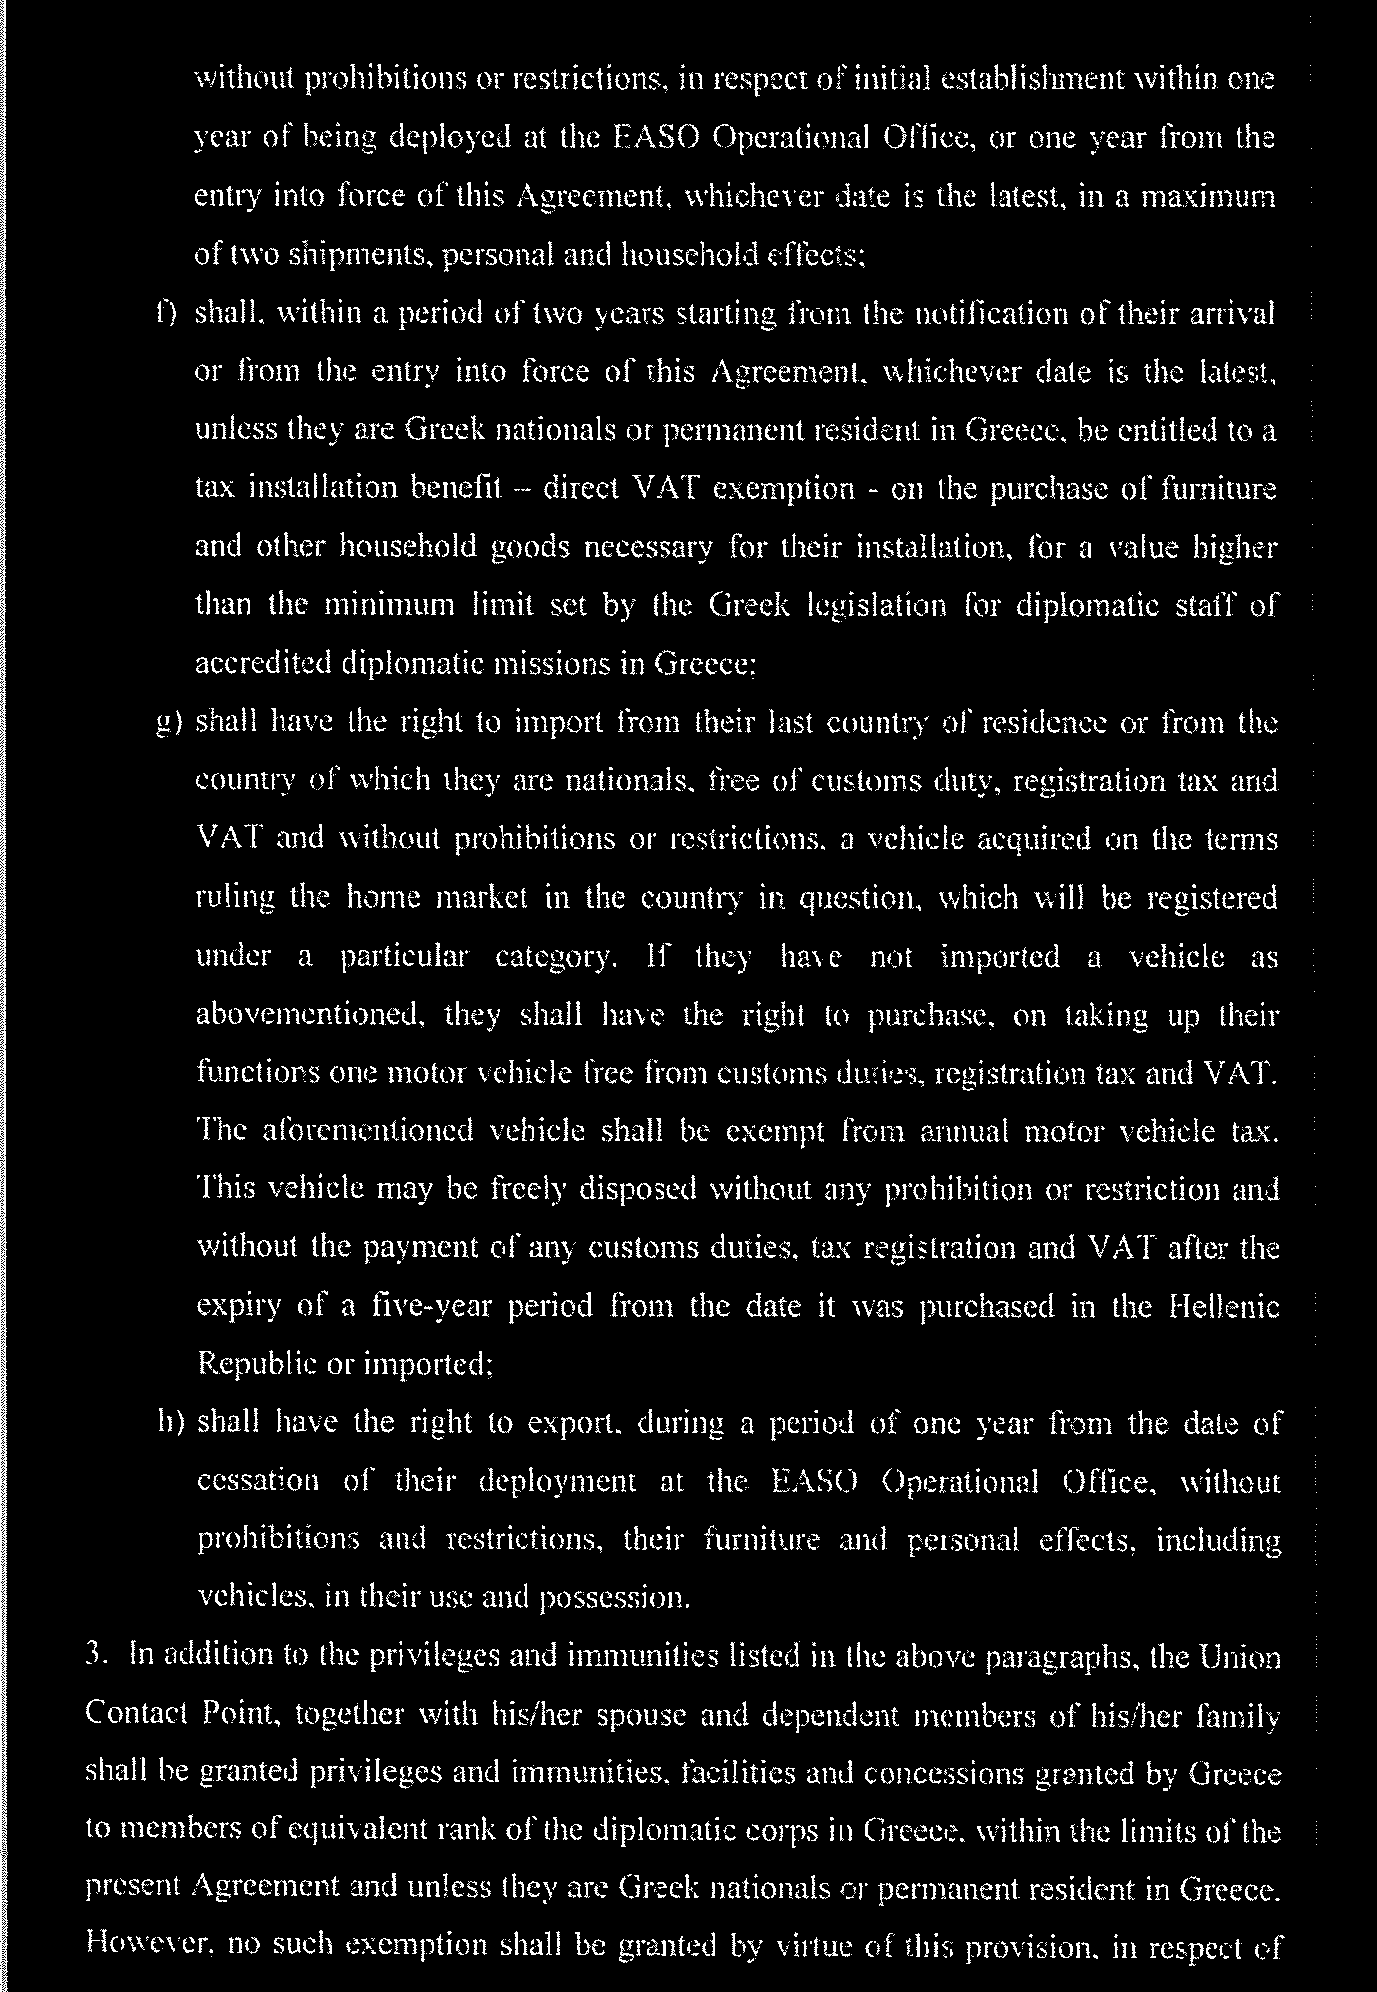 without prohibitions or restrictions, in respect of initial establishment within one
year of being deployed at the EASO Operational Office, or one year from the
entry into force of this Agreement, whichever date is the latest, in a maximum
of two shipments, personal and household effects;
f) shall, within a period of two years starting from the notification of their arrival
or from the entry into force of this Agreement, whichever date is the latest,
unless they are Greek nationals or permanent resident in Greece, be entitled to a
tax installation benefit – direct VAT exemption - on the purchase of furniture
and other household goods necessary for their installation, for a value higher
than the minimum limit set by the Greek legislation for diplomatic staff of
accredited diplomatic missions in Greece;
g) shall have the right to import from their last country of residence or from the
country of which they are nationals, free of customs duty, registration tax and
VAT and without prohibitions or restrictions, a vehicle acquired on the terms
ruling the home market in the country in question, which will be registered
under a particular category. If they have not imported a vehicle as
abovementioned, they shall have the right to purchase, on taking up their
functions one motor vehicle free from customs duties, registration tax and VAT.
The aforementioned vehicle shall be exempt from annual motor vehicle tax.
This vehicle may be freely disposed without any prohibition or restriction and
without the payment of any customs duties, tax registration and VAT after the
expiry of a five-year period from the date it was purchased in the Hellenic
Republic or imported;
h) shall have the right to export, during a period of one year from the date of
cessation of their deployment at the EASO Operational Office, without
prohibitions and restrictions, their furniture and personal effects, including
vehicles, in their use and possession.
3. In addition to the privileges and immunities listed in the above paragraphs, the Union
Contact Point, together with his/her spouse and dependent members of his/her family
shall be granted privileges and immunities, facilities and concessions granted by Greece
to members of equivalent rank of the diplomatic corps in Greece, within the limits of the
present Agreement and unless they are Greek nationals or permanent resident in Greece.
However, no such exemption shall be granted by virtue of this provision, in respect of